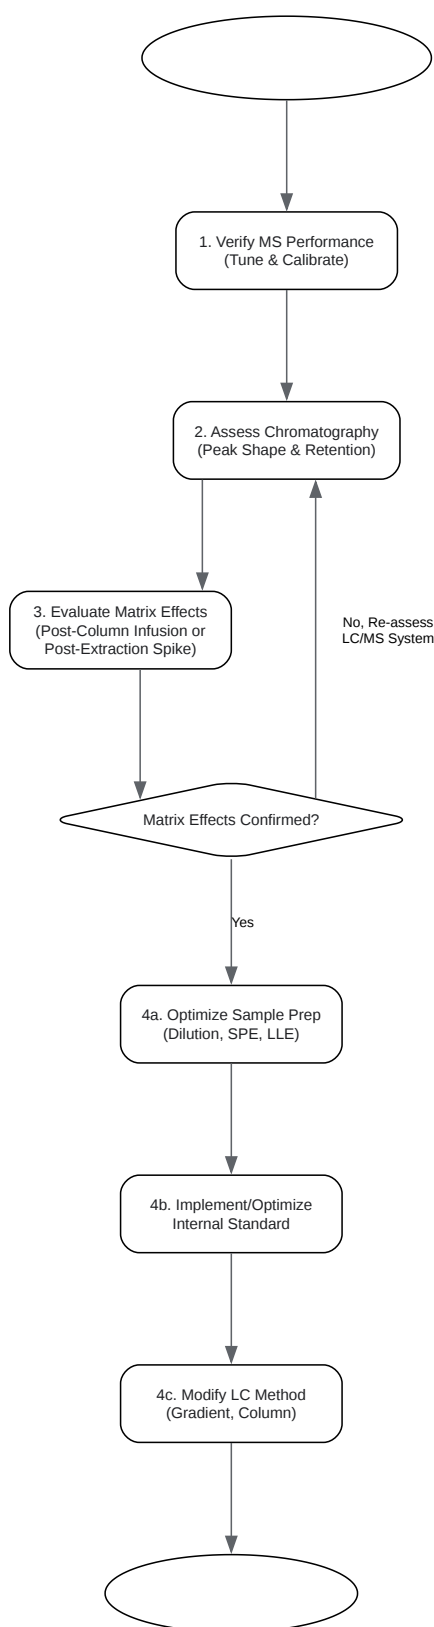 1. Verify MS Performance
(Tune & Calibrate)
2. Assess Chromatography
(Peak Shape & Retention)
3. Evaluate Matrix Effects
(Post-Column Infusion or
Post-Extraction Spike)
No, Re-assess
LC/MS System
Matrix Effects Confirmed?
Yes
4a. Optimize Sample Prep
(Dilution, SPE, LLE)
4b. Implement/Optimize
Internal Standard
4c. Modify LC Method
(Gradient, Column)